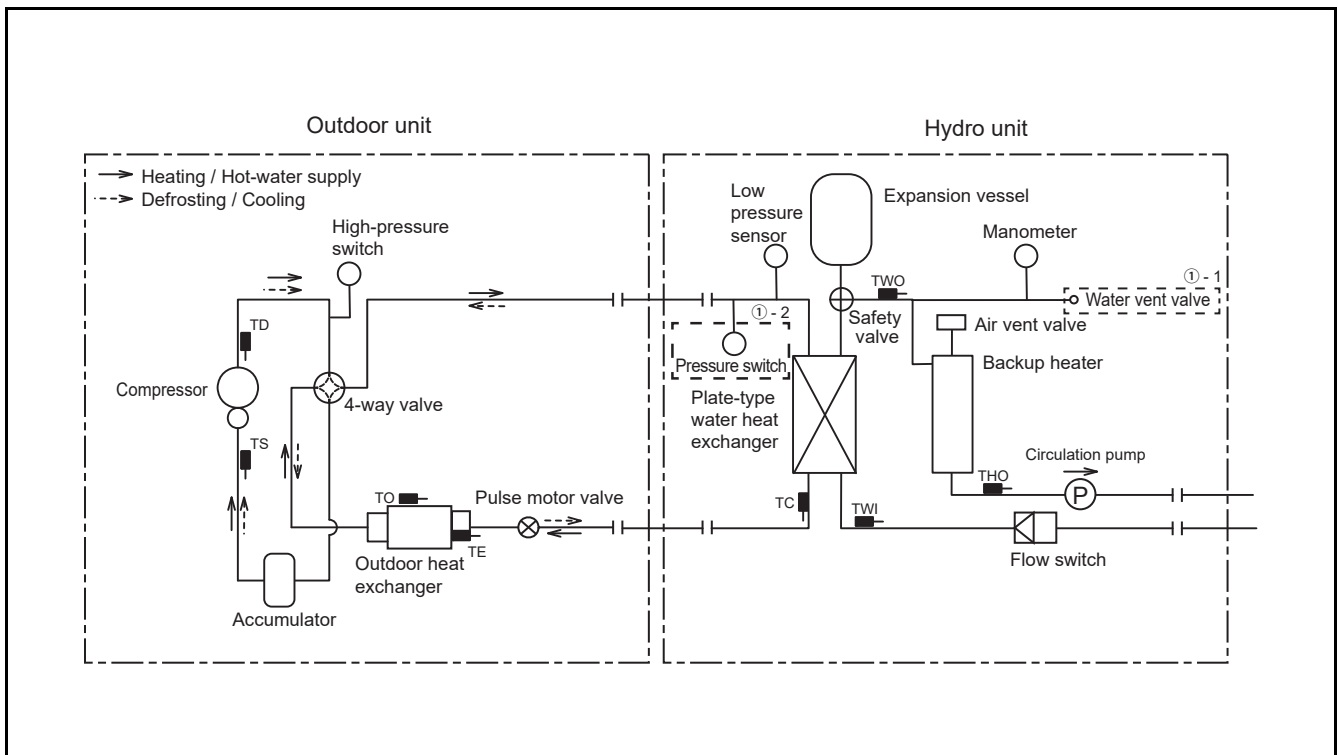 Outdoor unit
Heating / Hot-water supply
Defrosting / Cooling
High-pressure
switch
TD
Compressor
4-way valve
TS
TO
Pulse motor valve
TE
Outdoor heat
exchanger
Accumulator
Hydro unit
Low
pressure
sensor
Expansion vessel
Manometer
TWO
① - 1
Water vent valve
① - 2
Safety
valve
Air vent valve
Pressure switch
Backup heater
Plate-type
water heat
exchanger
Circulation pump
THO
P
TC
TWI
Flow switch